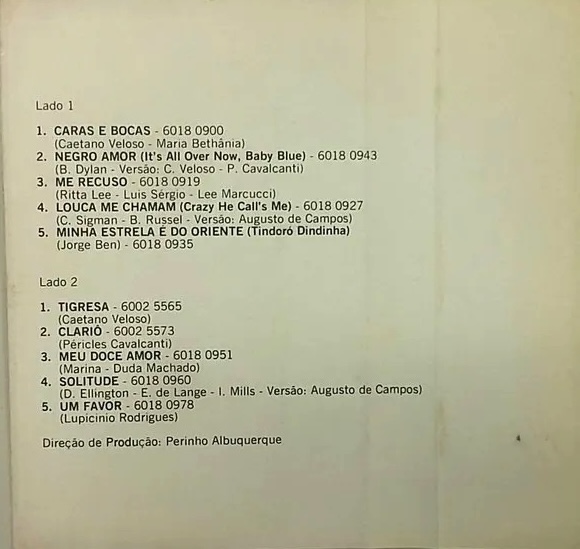 Lado 1
1. CARAS E BOCAS - 6018 0900
(Caetano Veloso - Maria Bethânia)
2. NEGRO AMOR (It's All Over Now, Baby Blue) - 6018 0943
(B. Dylan - Versão: C. Veloso - P. Cavalcanti)
3. ME RECUSO - 6018 0919
(Ritta Lee - Luis Sérgio - Lee Marcucci)
4. LOUCA ME CHAMAM (Crazy He Call's Me) - 6018 0927
(C. Sigman - B. Russel - Versão: Augusto de Campos)
5. MINHA ESTRELA É DO ORIENTE (Tindoró Dindinha)
(Jorge Ben) - 6018 0935
Lado 2
1. TIGRESA - 6002 5565
(Caetano Veloso)
2. CLARIÔ - 6002 5573
(Péricles Cavalcanti)
3. MEU DOCE AMOR - 6018 0951
(Marina - Duda Machado)
4. SOLITUDE - 6018 0960
(D. Ellington - E. de Lange - I. Mills - Versão: Augusto de Campos)
5. UM FAVOR - 6018 0978
(Lupicinio Rodrigues)
Direção de Produção: Perinho Albuquerque